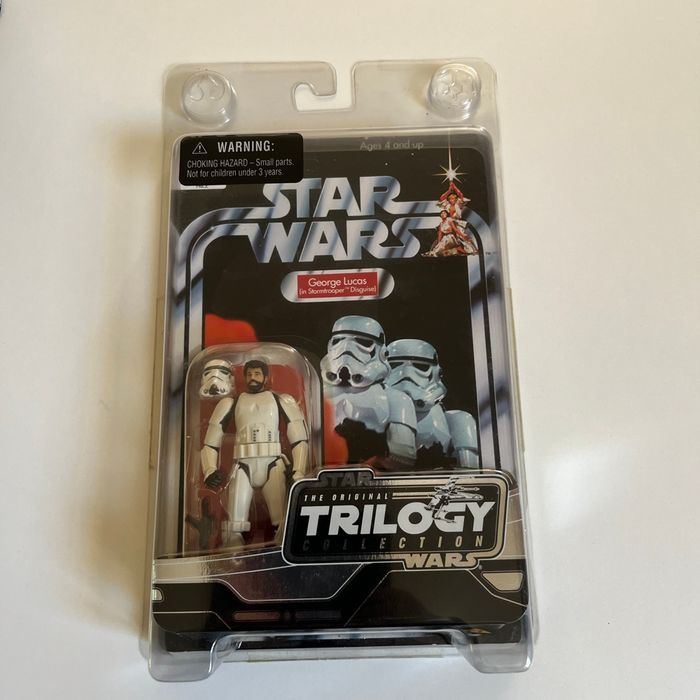 WARNING:
CHOKING HAZARD – Small parts.
Not for children under 3 years.
Ages 4 and up
STAR
WARS
George Lucas
(in Stormtrooper™ Disguise)
STAR
THE ORIGINAL
TRILOGY
COLLECTION
WARS